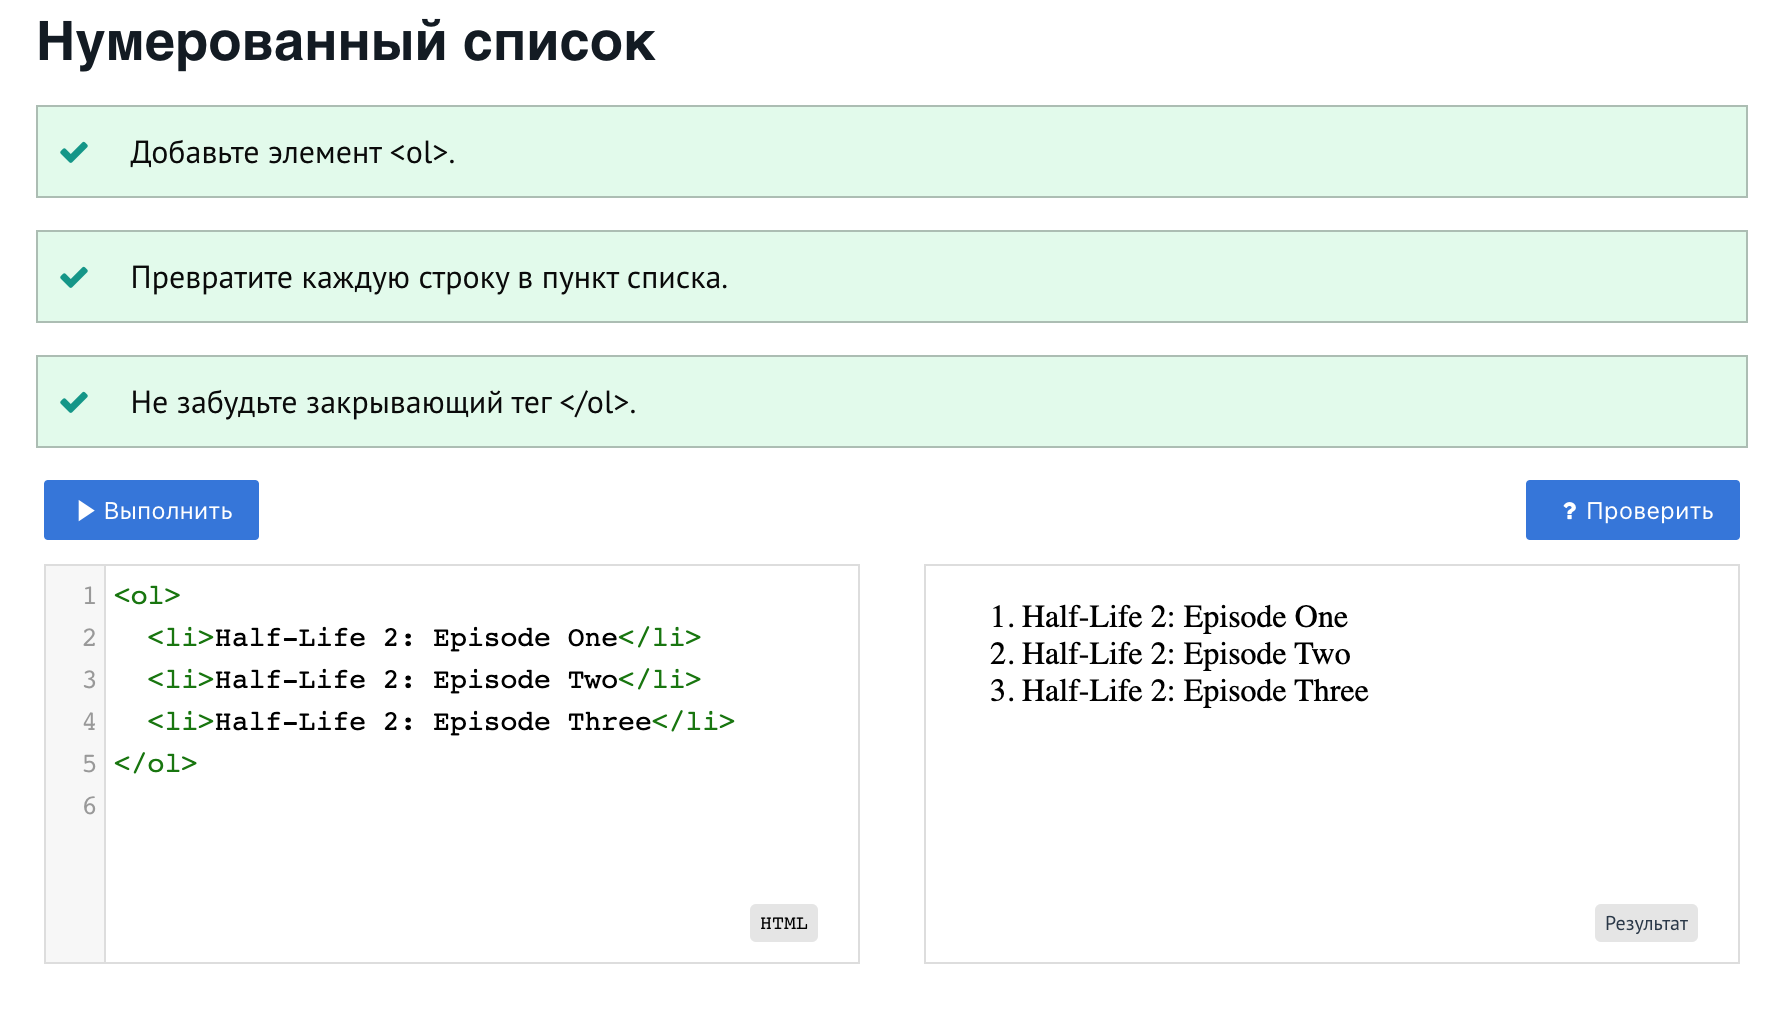 Нумерованный список
Добавьте элемент <ol>.
Превратите каждую строку в пункт списка.
Не забудьте закрывающий тег </ol>.
Выполнить
? Проверить
1 <ol>
2 <li>Half-Life 2: Episode One</li>
3 <li>Half-Life 2: Episode Two</li>
4 <li>Half-Life 2: Episode Three</li>
5 </ol>
6
HTML
1. Half-Life 2: Episode One
2. Half-Life 2: Episode Two
3. Half-Life 2: Episode Three
Результат